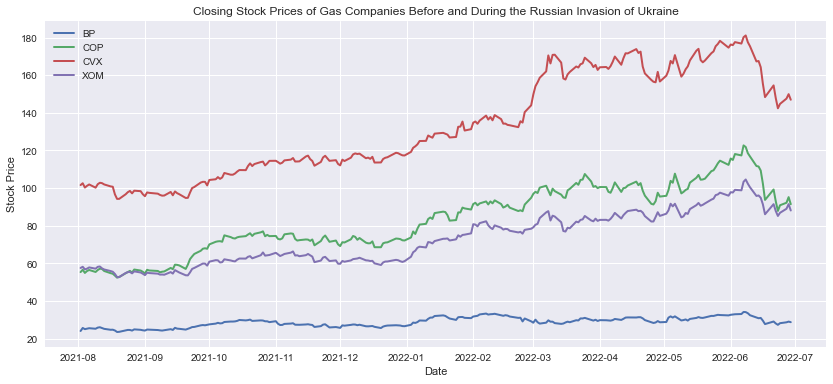 Closing Stock Prices of Gas Companies Before and During the Russian Invasion of Ukraine
BP
COP
CVX
XOM
180
160
140
120
100
80
60
40
20
Stock Price
2021-08 2021-09 2021-10 2021-11 2021-12 2022-01 2022-02 2022-03 2022-04 2022-05 2022-06 2022-07
Date